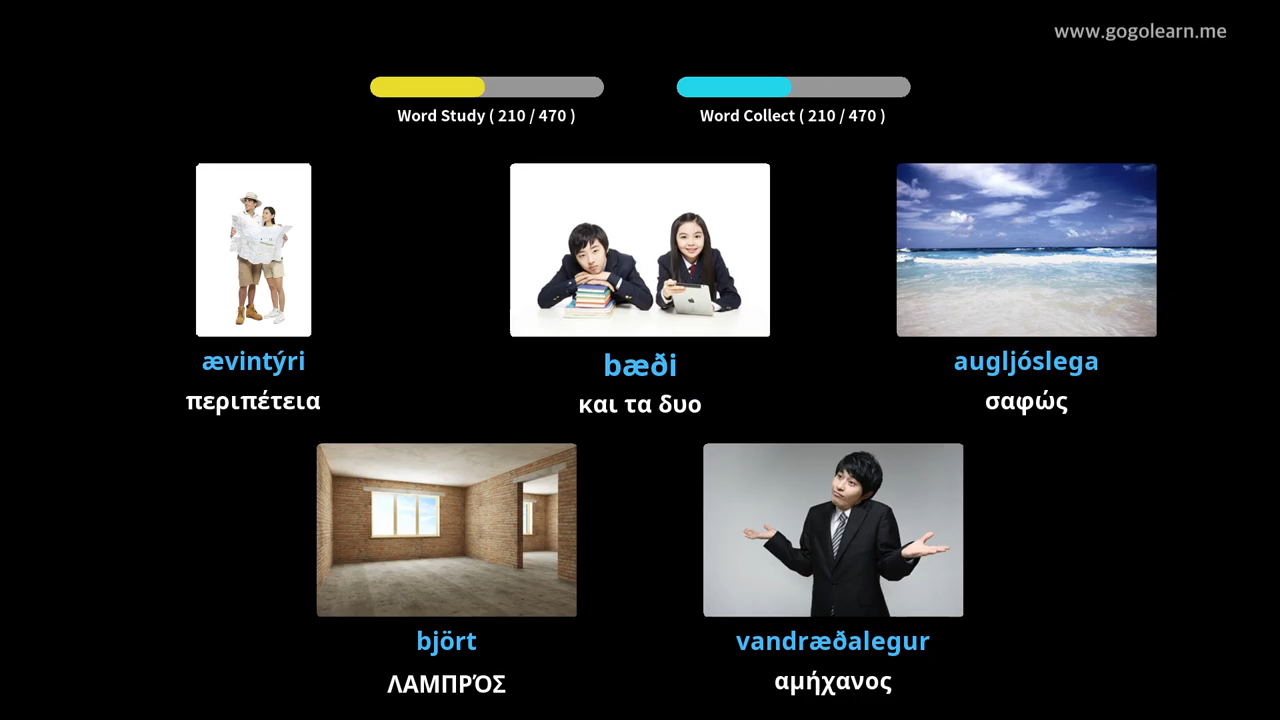 www.gogolearn.me
Word Study ( 210 / 470 )
Word Collect ( 210 / 470 )
ævintýri
περιπέτεια
bæði
και τα δυο
augljóslega
σαφώς
björt
ΛΑΜΠΡΌΣ
vandræðalegur
αμήχανος